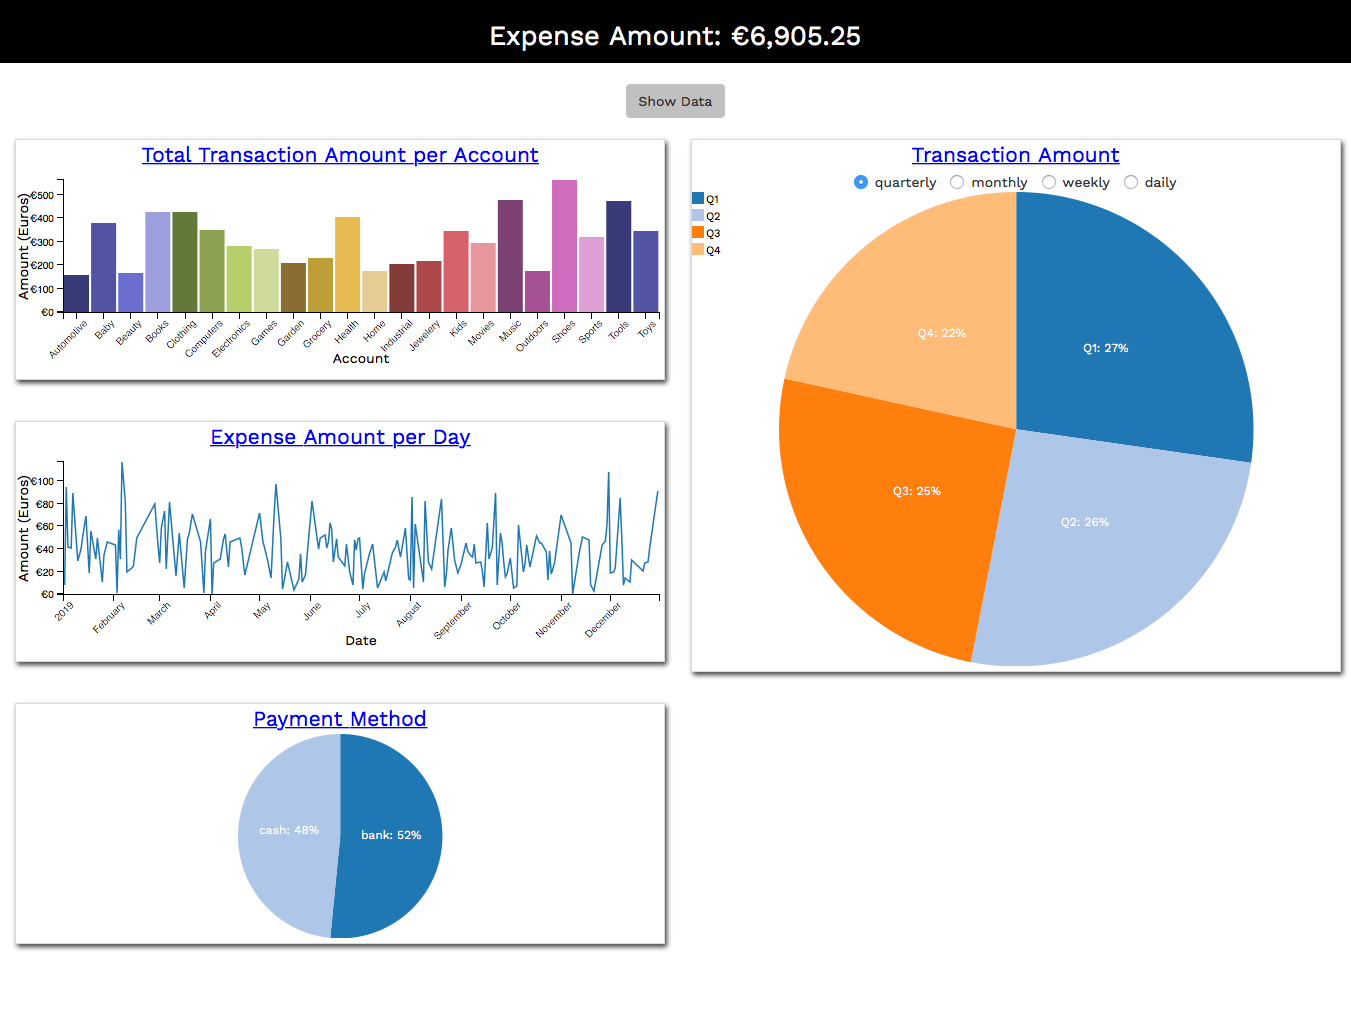 Expense Amount: €6,905.25
Show Data
Total Transaction Amount per Account
Amount (Euros)
€500
€400
€300
€200
€100
€0
Automotive
Baby
Beauty
Books
Clothing
Computers
Electronics
Games
Garden
Grocery
Health
Home
Industrial
Jewelery
Kids
Movies
Music
Outdoors
Shoes
Sports
Tools
Toys
Account
Transaction Amount
quarterly monthly weekly daily
Q1
Q2
Q3
Q4
Q4: 22%
Q1: 27%
Q3: 25%
Q2: 26%
Expense Amount per Day
Amount (Euros)
€100
€80
€60
€40
€20
€0
2019
February
March
April
May
June
July
August
September
October
November
December
Date
Payment Method
cash: 48%
bank: 52%